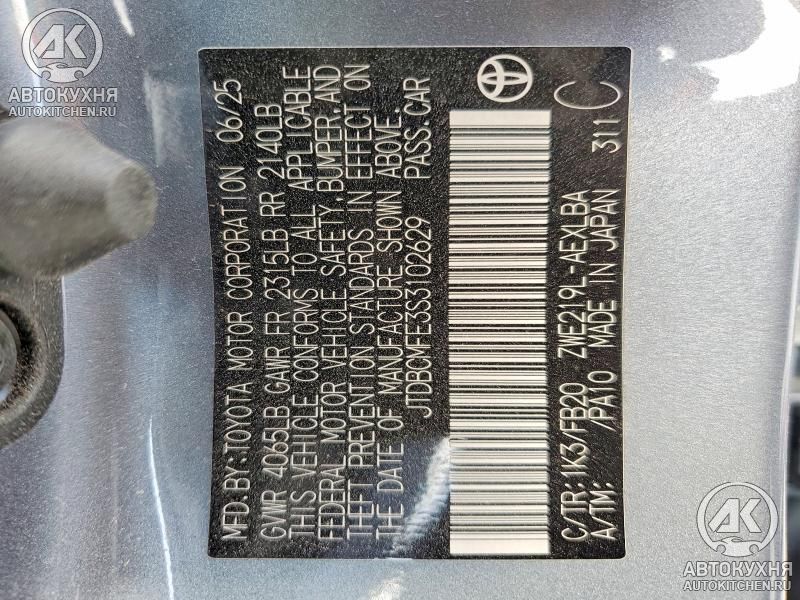 MFD. BY: TOYOTA MOTOR CORPORATION 06/25
GVWR 4065LB GAWR FR 2315LB RR 2140LB
THIS VEHICLE CONFORMS TO ALL APPLICABLE
FEDERAL MOTOR VEHICLE SAFETY, BUMPER, AND
THEFT PREVENTION STANDARDS IN EFFECT ON
THE DATE OF MANUFACTURE SHOWN ABOVE.
JTDBCMFE3S3102629 PASS. CAR
C/TR: 1K3/FB20 ZWE219L-AEXLBA
A/TM: /PA10 MADE IN JAPAN 311 C
АК
АВТОКУХНЯ
AUTOKITCHEN.RU
АК
АВТОКУХНЯ
AUTOKITCHEN.RU